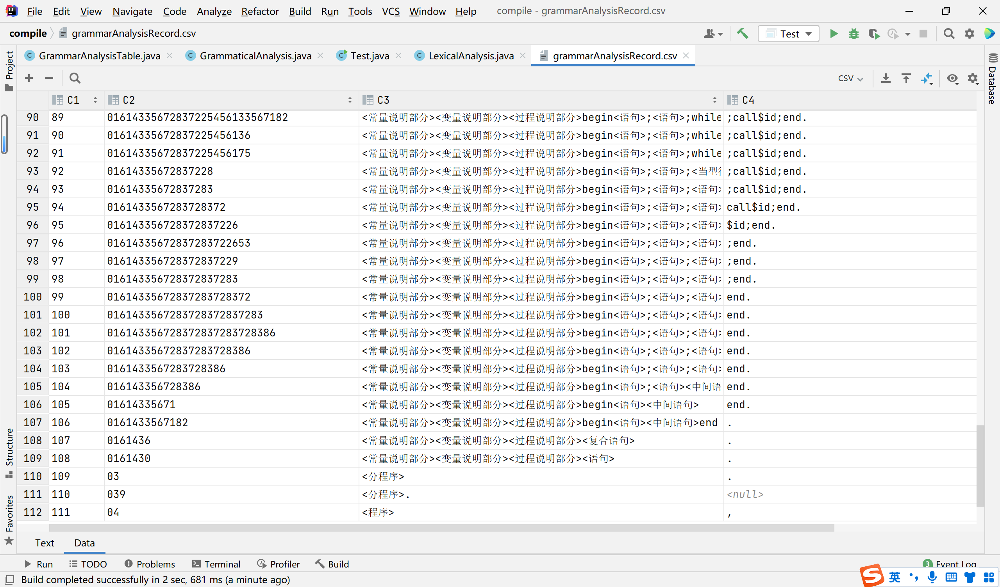 File Edit View Navigate Code Analyze Refactor Build Run Tools VCS Window Help compile - grammarAnalysisRecord.csv
compile grammarAnalysisRecord.csv Test
GrammarAnalysisTable.java GrammaticalAnalysis.java Test.java LexicalAnalysis.java grammarAnalysisRecord.csv
Project
Database
CSV
C1 C2 C3 C4
90 89 016143356728372254561335671​82 <常量说明部分><变量说明部分><过程说明部分>begin<语句>;<语句>;while ;call$id;end.
91 90 01614335672837225456136 <常量说明部分><变量说明部分><过程说明部分>begin<语句>;<语句>;while ;call$id;end.
92 91 01614335672837225456175 <常量说明部分><变量说明部分><过程说明部分>begin<语句>;<语句>;while ;call$id;end.
93 92 01614335672837228 <常量说明部分><变量说明部分><过程说明部分>begin<语句>;<语句>;<当型 ;call$id;end.
94 93 01614335672837283 <常量说明部分><变量说明部分><过程说明部分>begin<语句>;<语句>;<语句> ;call$id;end.
95 94 0161433567283728372 <常量说明部分><变量说明部分><过程说明部分>begin<语句>;<语句>;<语句> call$id;end.
96 95 016143356728372837226 <常量说明部分><变量说明部分><过程说明部分>begin<语句>;<语句>;<语句> $id;end.
97 96 01614335672837283722653 <常量说明部分><变量说明部分><过程说明部分>begin<语句>;<语句>;<语句> ;end.
98 97 016143356728372837229 <常量说明部分><变量说明部分><过程说明部分>begin<语句>;<语句>;<语句> ;end.
99 98 016143356728372837283 <常量说明部分><变量说明部分><过程说明部分>begin<语句>;<语句>;<语句> ;end.
100 99 01614335672837283728372 <常量说明部分><变量说明部分><过程说明部分>begin<语句>;<语句>;<语句> end.
101 100 0161433567283728372837283 <常量说明部分><变量说明部分><过程说明部分>begin<语句>;<语句>;<语句> end.
102 101 016143356728372837283728386 <常量说明部分><变量说明部分><过程说明部分>begin<语句>;<语句>;<语句> end.
103 102 01614335672837283728386 <常量说明部分><变量说明部分><过程说明部分>begin<语句>;<语句>;<语句> end.
104 103 0161433567283728386 <常量说明部分><变量说明部分><过程说明部分>begin<语句>;<语句>;<语句> end.
105 104 016143356728386 <常量说明部分><变量说明部分><过程说明部分>begin<语句>;<语句><中间语 end.
106 105 01614335671 <常量说明部分><变量说明部分><过程说明部分>begin<语句><中间语句> end.
107 106 0161433567182 <常量说明部分><变量说明部分><过程说明部分>begin<语句><中间语句>end .
108 107 0161436 <常量说明部分><变量说明部分><过程说明部分><复合语句> .
109 108 0161430 <常量说明部分><变量说明部分><过程说明部分><语句> .
110 109 03 <分程序> .
111 110 039 <分程序>. <null>
112 111 04 <程序> ,
Structure
Favorites
Text Data
Run TODO Problems Terminal Profiler Build 3 Event Log
Build completed successfully in 2 sec, 681 ms (a minute ago) 英